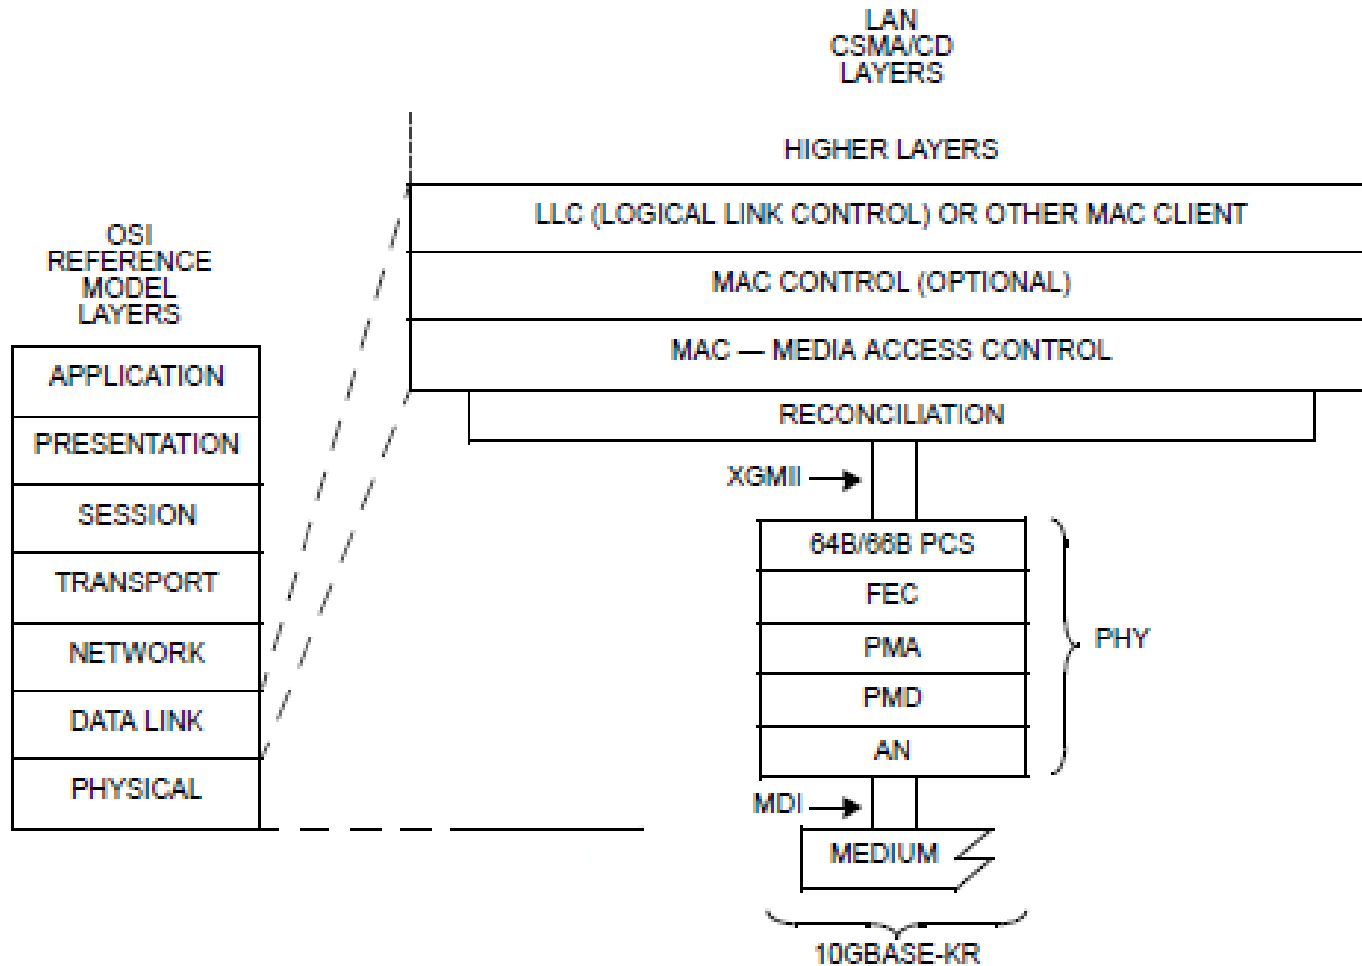 LAN
CSMA/CD
LAYERS
HIGHER LAYERS
LLC (LOGICAL LINK CONTROL) OR OTHER MAC CLIENT
MAC CONTROL (OPTIONAL)
MAC — MEDIA ACCESS CONTROL
RECONCILIATION
XGMII
64B/66B PCS
FEC
PMA
PMD
AN
PHY
MDI
MEDIUM
10GBASE-KR
OSI
REFERENCE
MODEL
LAYERS
APPLICATION
PRESENTATION
SESSION
TRANSPORT
NETWORK
DATA LINK
PHYSICAL